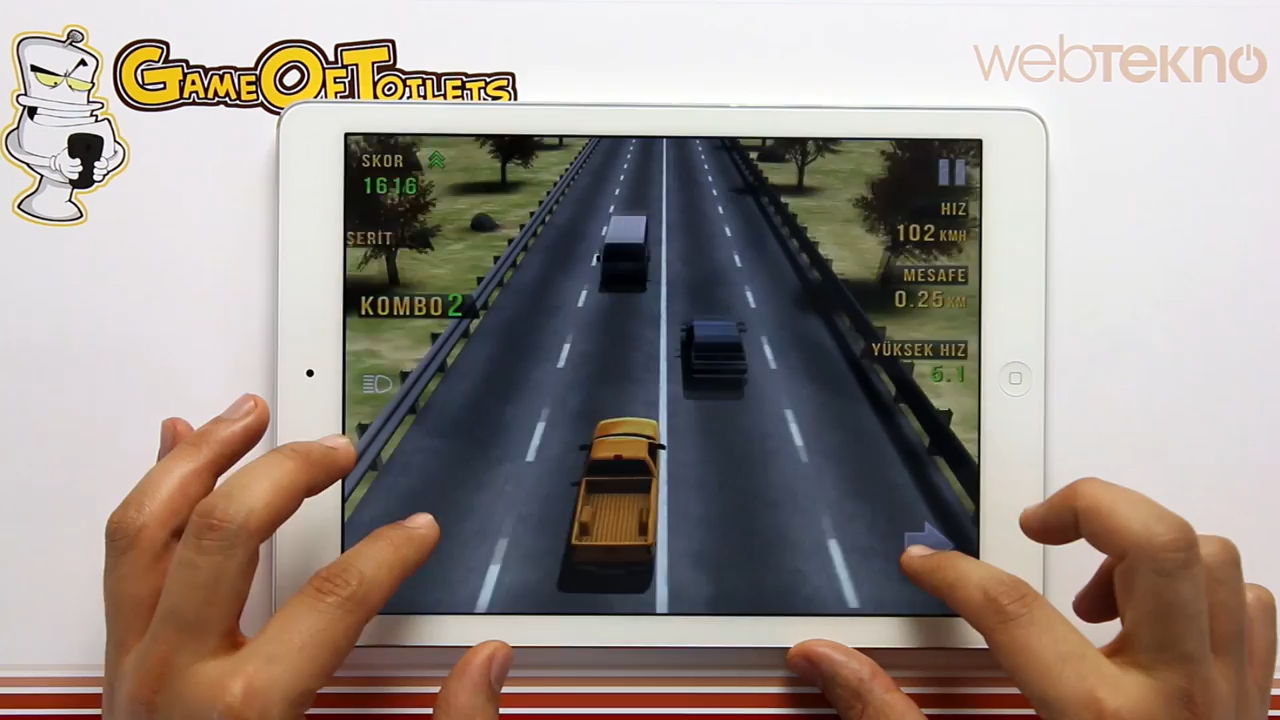 GAMEOFTOILETS
webTEKNO
SKOR
1616
ŞERİT
KOMBO 2
HIZ
102 KMH
MESAFE
0.25 KM
YÜKSEK HIZ
5.1